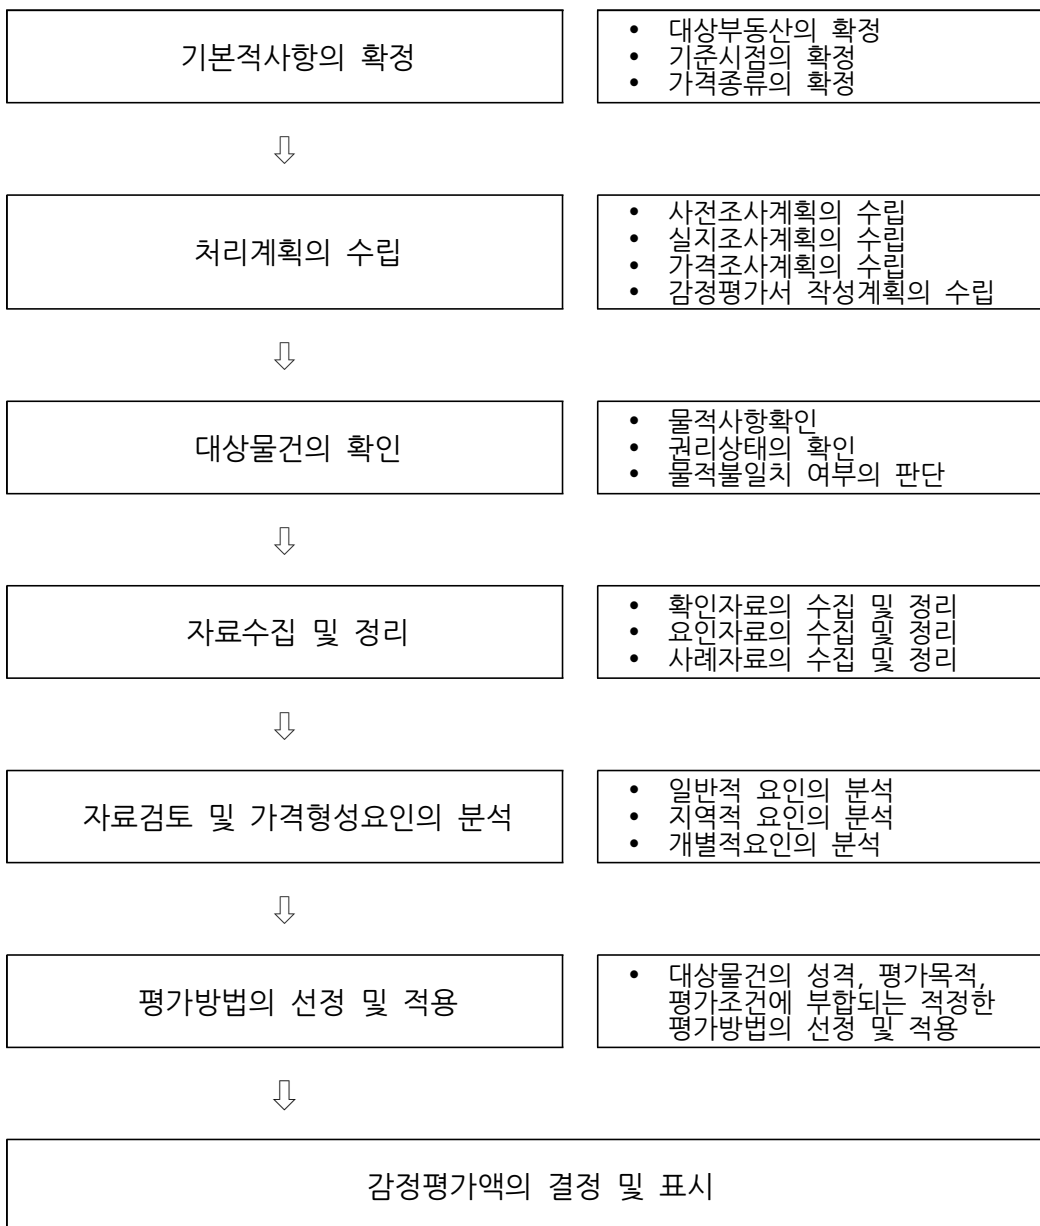 기본적사항의 확정
• 대상부동산의 확정
• 기준시점의 확정
• 가격종류의 확정
⇩
처리계획의 수립
• 사전조사계획의 수립
• 실지조사계획의 수립
• 가격조사계획의 수립
• 감정평가서 작성계획의 수립
⇩
대상물건의 확인
• 물적사항확인
• 권리상태의 확인
• 물적불일치 여부의 판단
⇩
자료수집 및 정리
• 확인자료의 수집 및 정리
• 요인자료의 수집 및 정리
• 사례자료의 수집 및 정리
⇩
자료검토 및 가격형성요인의 분석
• 일반적 요인의 분석
• 지역적 요인의 분석
• 개별적요인의 분석
⇩
평가방법의 선정 및 적용
• 대상물건의 성격, 평가목적,
평가조건에 부합되는 적정한
평가방법의 선정 및 적용
⇩
감정평가액의 결정 및 표시